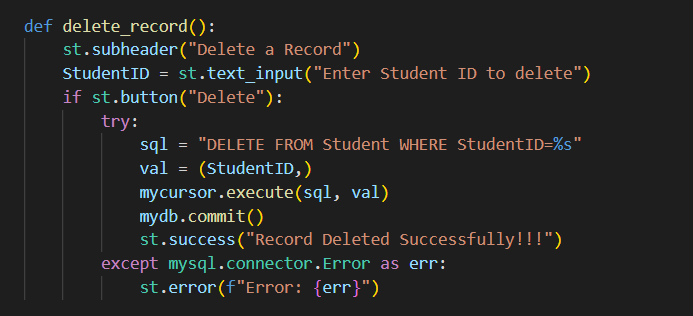 def delete_record():
    st.subheader("Delete a Record")
    StudentID = st.text_input("Enter Student ID to delete")
    if st.button("Delete"):
        try:
            sql = "DELETE FROM Student WHERE StudentID=%s"
            val = (StudentID,)
            mycursor.execute(sql, val)
            mydb.commit()
            st.success("Record Deleted Successfully!!!")
        except mysql.connector.Error as err:
            st.error(f"Error: {err}")